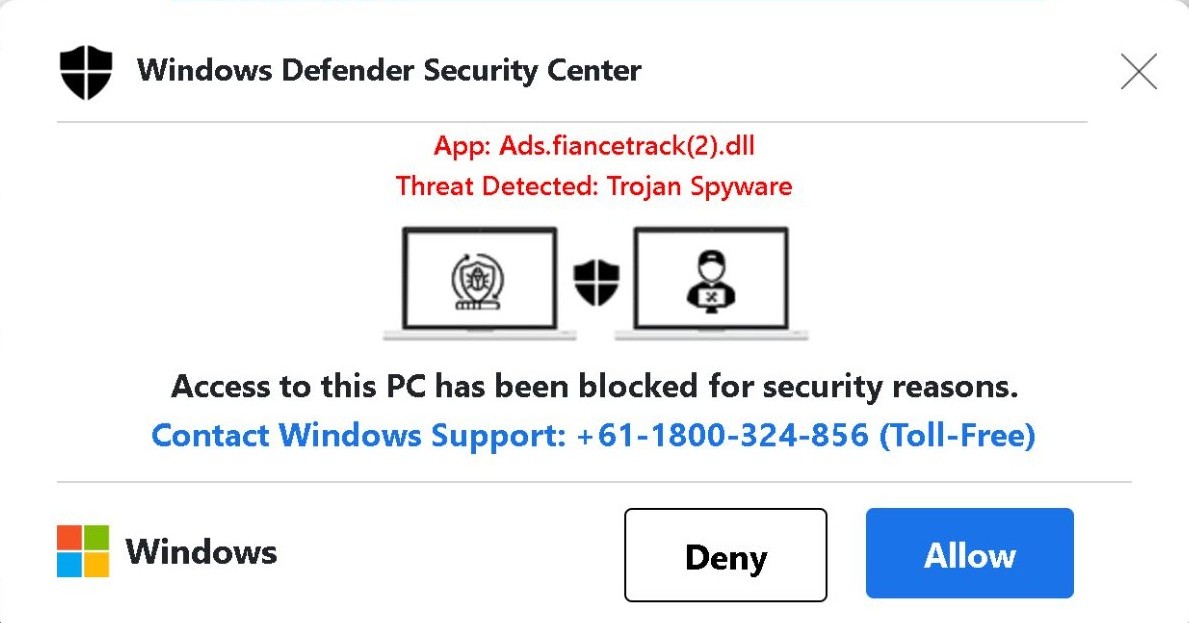 Windows Defender Security Center
App: Ads.fiancetrack(2).dll
Threat Detected: Trojan Spyware
Access to this PC has been blocked for security reasons.
Contact Windows Support: +61-1800-324-856 (Toll-Free)
Windows
Deny
Allow